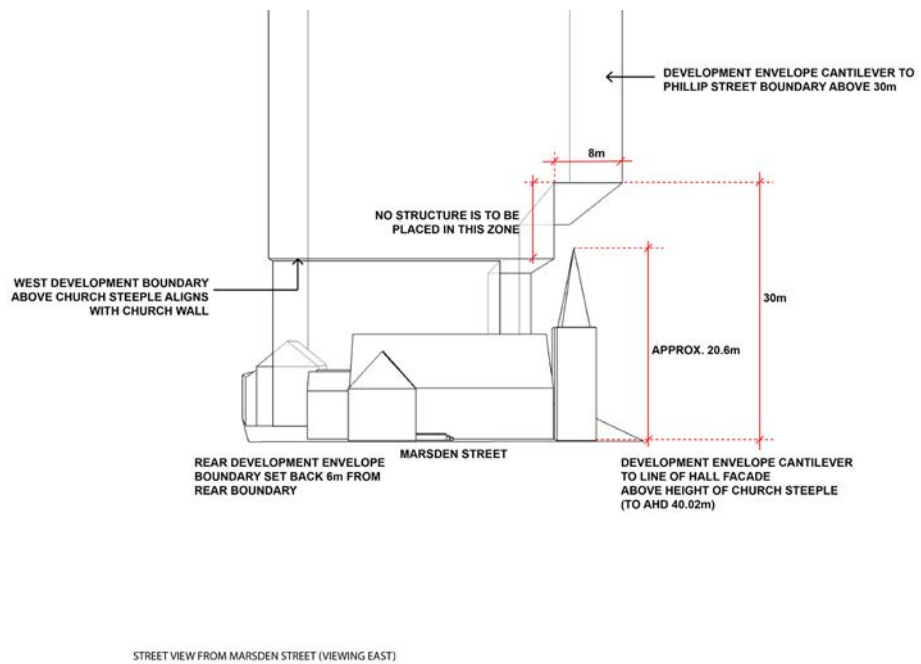 DEVELOPMENT ENVELOPE CANTILEVER TO
PHILLIP STREET BOUNDARY ABOVE 30m
8m
NO STRUCTURE IS TO BE
PLACED IN THIS ZONE
WEST DEVELOPMENT BOUNDARY
ABOVE CHURCH STEEPLE ALIGNS
WITH CHURCH WALL
30m
APPROX. 20.6m
MARSDEN STREET
REAR DEVELOPMENT ENVELOPE
BOUNDARY SET BACK 6m FROM
REAR BOUNDARY
DEVELOPMENT ENVELOPE CANTILEVER
TO LINE OF HALL FACADE
ABOVE HEIGHT OF CHURCH STEEPLE
(TO AHD 40.02m)
STREET VIEW FROM MARSDEN STREET (VIEWING EAST)